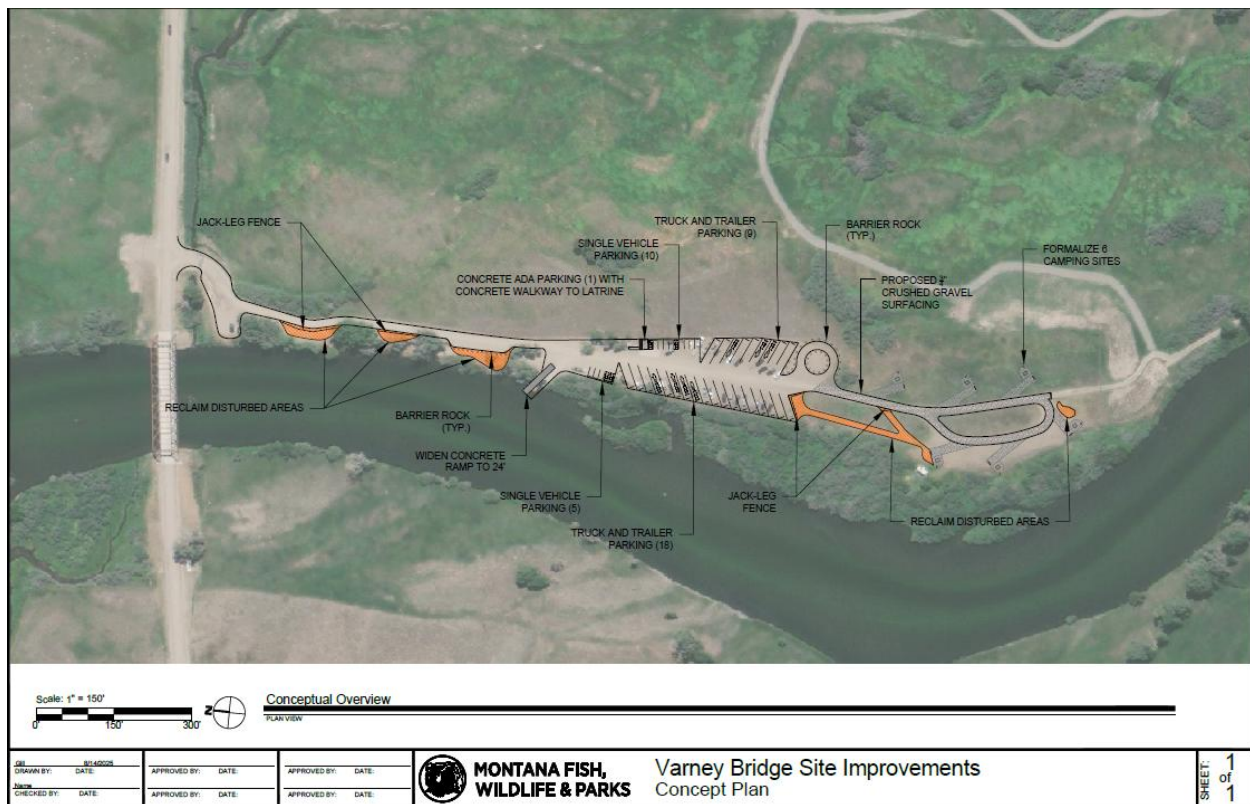 JACK-LEG FENCE
TRUCK AND TRAILER
PARKING (9)
BARRIER ROCK
(TYP.)
SINGLE VEHICLE
PARKING (10)
FORMALIZE 6
CAMPING SITES
CONCRETE ADA PARKING (1) WITH
CONCRETE WALKWAY TO LATRINE
PROPOSED
CRUSHED GRAVEL
SURFACING
RECLAIM DISTURBED AREAS
BARRIER ROCK
(TYP.)
WIDEN CONCRETE
RAMP TO 24'
SINGLE VEHICLE
PARKING (5)
JACK-LEG
FENCE
RECLAIM DISTURBED AREAS
TRUCK AND TRAILER
PARKING (18)
Scale: 1" = 150'
0' 150' 300'
N
Conceptual Overview
PLAN VIEW
Gill 8/14/2025
DRAWN BY: DATE:
Name
CHECKED BY: DATE:
APPROVED BY: DATE:
APPROVED BY: DATE:
APPROVED BY: DATE:
APPROVED BY: DATE:
MONTANA FISH,
WILDLIFE & PARKS
Varney Bridge Site Improvements
Concept Plan
SHEET:
1
of
1